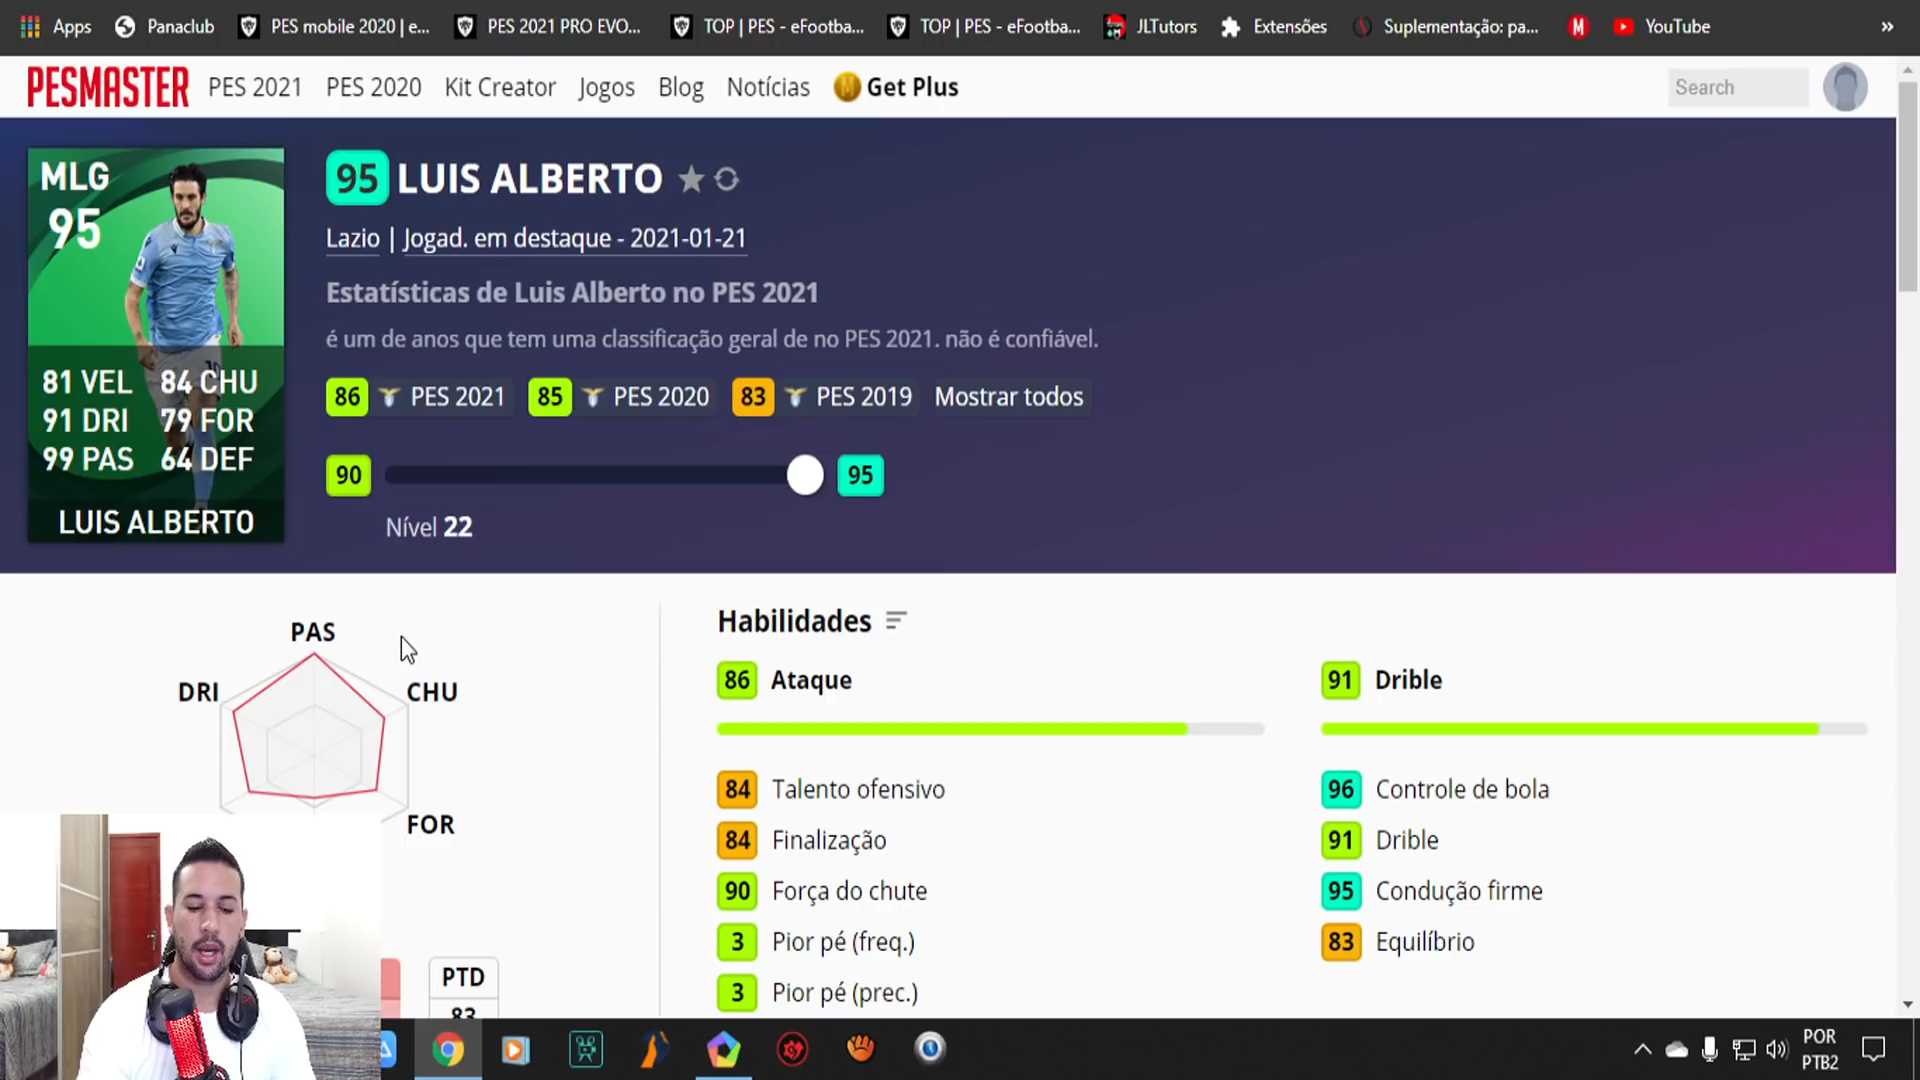 Apps Panaclub PES mobile 2020 | e... PES 2021 PRO EVO... TOP | PES - eFootba... TOP | PES - eFootba... JLTutors Extensões Suplementação: pa... M YouTube »
PESMASTER PES 2021 PES 2020 Kit Creator Jogos Blog Notícias Get Plus Search
MLG
95
81 VEL 84 CHU
91 DRI 79 FOR
99 PAS 64 DEF
LUIS ALBERTO
95 LUIS ALBERTO
Lazio | Jogad. em destaque - 2021-01-21
Estatísticas de Luis Alberto no PES 2021
é um de anos que tem uma classificação geral de no PES 2021. não é confiável.
86 PES 2021 85 PES 2020 83 PES 2019 Mostrar todos
90 95
Nível 22
PAS
DRI CHU
FOR
PTD
83
Habilidades
86 Ataque
84 Talento ofensivo
84 Finalização
90 Força do chute
3 Pior pé (freq.)
3 Pior pé (prec.)
91 Drible
96 Controle de bola
91 Drible
95 Condução firme
83 Equilíbrio
POR
PTB2